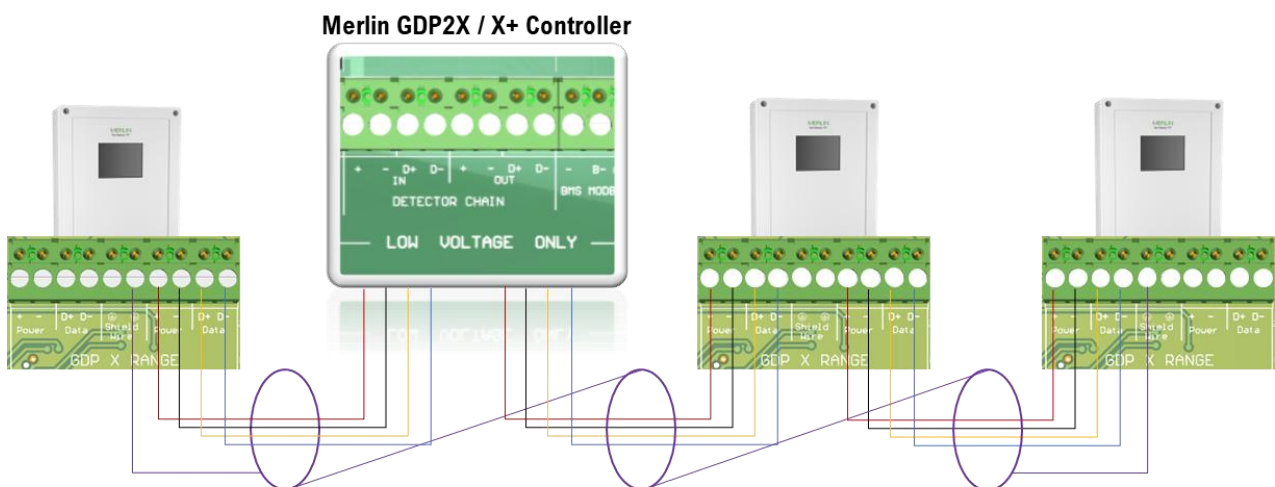 Merlin GDP2X / X+ Controller
MERLIN
+ - D+ D- + - D+ D- - B-
IN OUT
DETECTOR CHAIN
LOW VOLTAGE ONLY
BMS MODB
+ - D+ D- + - D+ D-
Power Data Shield Wire Power Data
GDP X RANGE
MERLIN
+ - D+ D- + - D+ D-
Power Data Shield Wire Power Data
GDP X RANGE
MERLIN
+ - D+ D- + - D+ D-
Power Data Shield Wire Power Data
GDP X RANGE